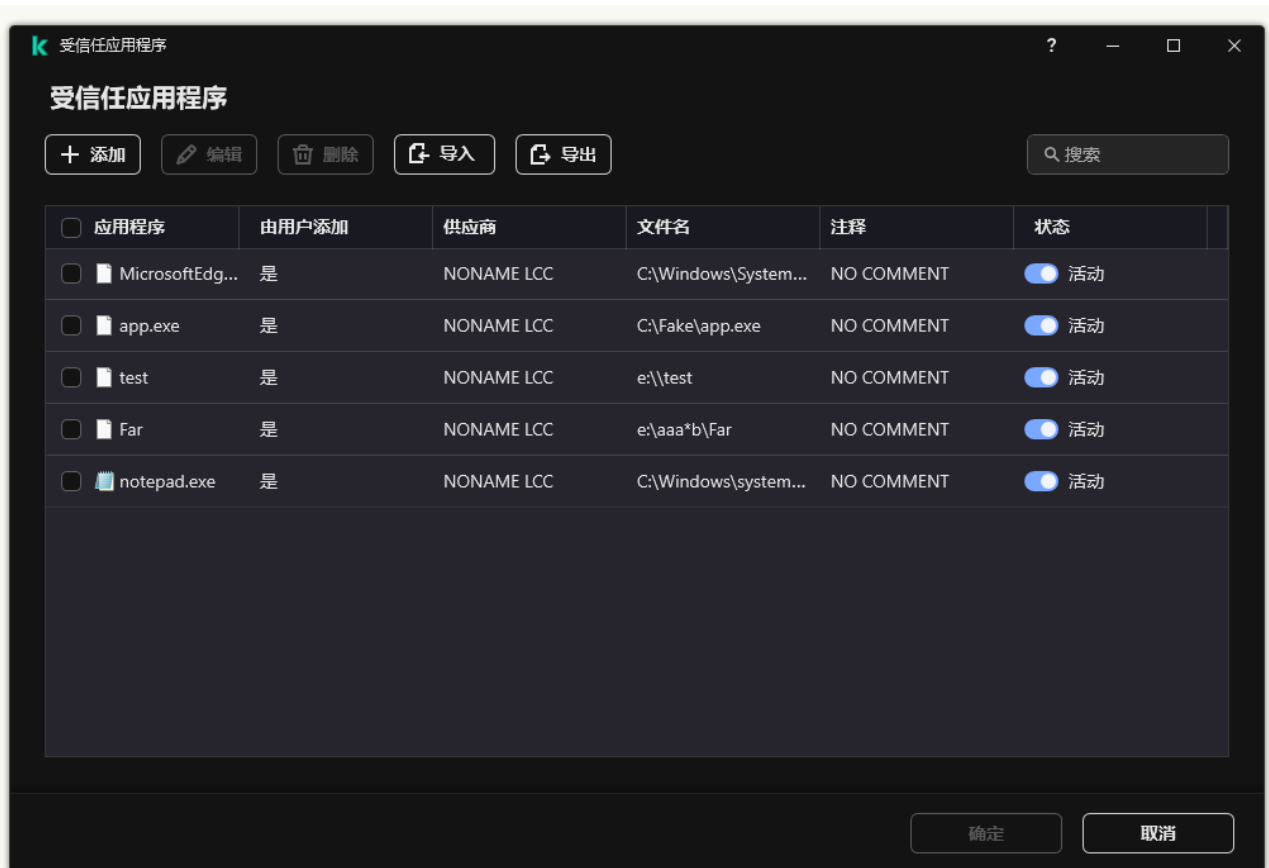 受信任应用程序 ?
受信任应用程序
添加 编辑 删除 导入 导出 搜索
应用程序 由用户添加 供应商 文件名 注释 状态
MicrosoftEdg... 是 NONAME LCC C:\Windows\System... NO COMMENT 活动
app.exe 是 NONAME LCC C:\Fake\app.exe NO COMMENT 活动
test 是 NONAME LCC e:\\test NO COMMENT 活动
Far 是 NONAME LCC e:\aaa*b\Far NO COMMENT 活动
notepad.exe 是 NONAME LCC C:\Windows\system... NO COMMENT 活动
确定 取消